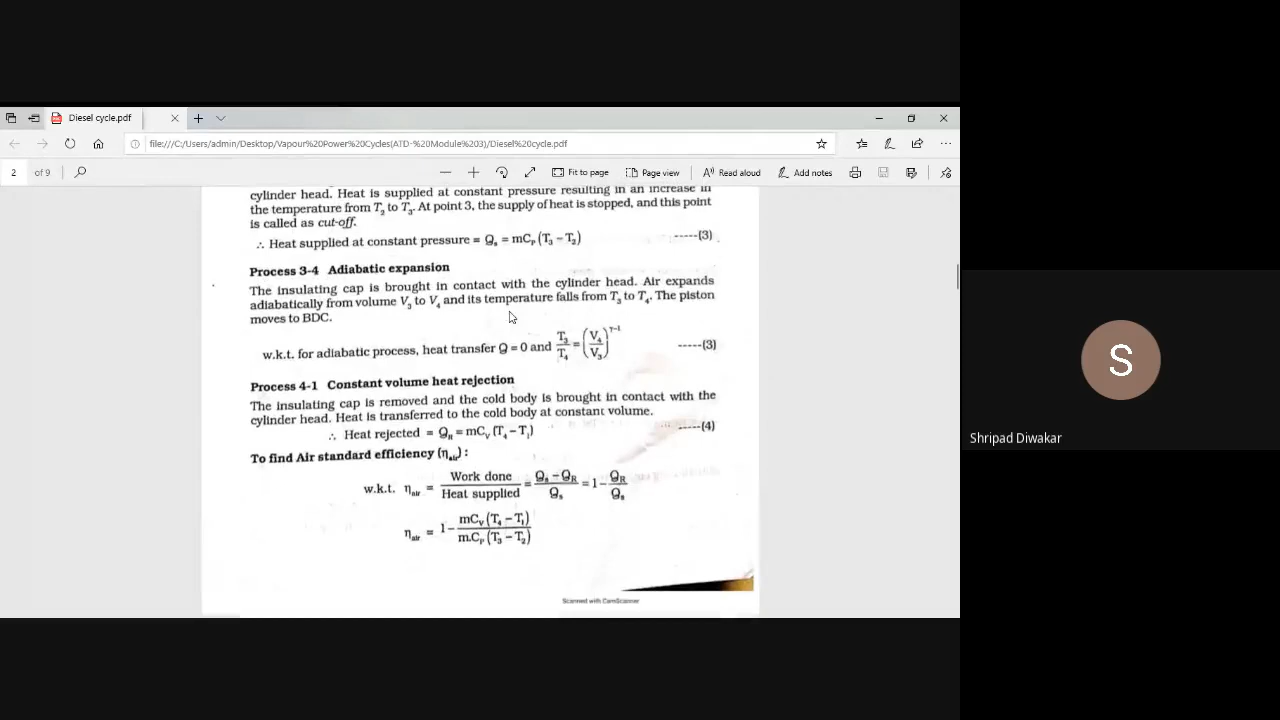 Diesel cycle.pdf
file:///C:/Users/admin/Desktop/Vapour%20Power%20Cycles(ATD-%20Module%203)/Diesel%20cycle.pdf
2 of 9 Fit to page Page view Read aloud Add notes
cylinder head. Heat is supplied at constant pressure resulting in an increase in
the temperature from T₂ to T₃. At point 3, the supply of heat is stopped, and this point
is called as cut-off.
∴ Heat supplied at constant pressure = Qₛ = mCₚ (T₃ – T₂) -----(3)
Process 3-4 Adiabatic expansion
The insulating cap is brought in contact with the cylinder head. Air expands
adiabatically from volume V₃ to V₄ and its temperature falls from T₃ to T₄. The piston
moves to BDC.
w.k.t. for adiabatic process, heat transfer Q = 0 and T₃/T₄ = (V₄/V₃)^γ–1 -----(3)
Process 4-1 Constant volume heat rejection
The insulating cap is removed and the cold body is brought in contact with the
cylinder head. Heat is transferred to the cold body at constant volume.
∴ Heat rejected = Q_R = mC_V (T₄ – T₁) -----(4)
To find Air standard efficiency (η_air) :
w.k.t. η_air = Work done / Heat supplied = Qₛ – Q_R / Qₛ = 1 – Q_R / Qₛ
η_air = 1 – mC_V (T₄ – T₁) / m.C_P (T₃ – T₂)
Scanned with CamScanner
S
Shripad Diwakar